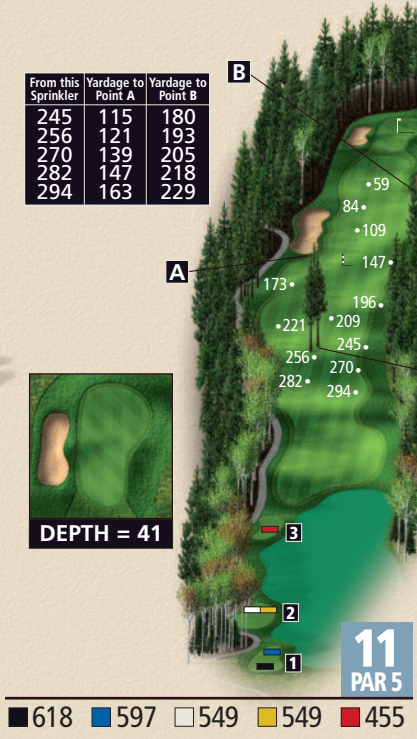 B
From this Sprinkler Yardage to Point A Yardage to Point B
245 115 180
256 121 193
270 139 205
282 147 218
294 163 229
59
84
109
A
147
173
196
209
221
245
256
270
282
294
DEPTH = 41
3
2
1
11
PAR 5
618 597 549 549 455